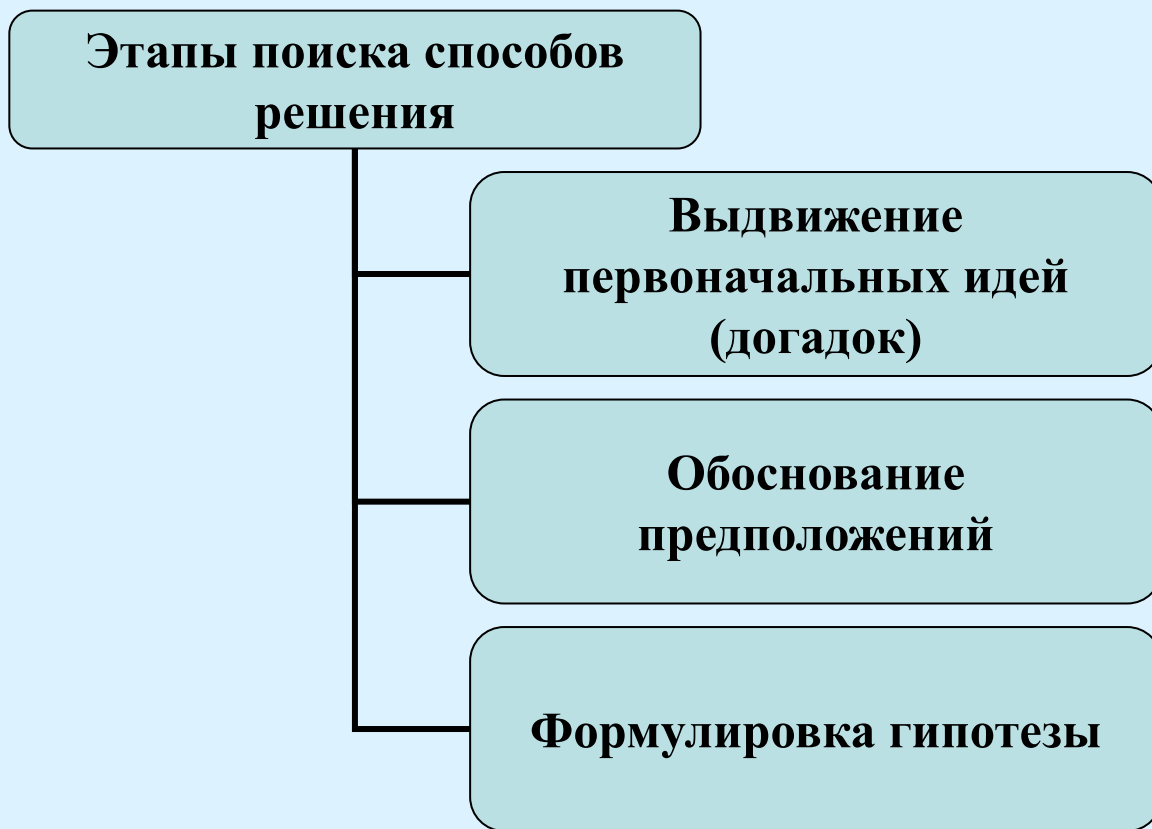 Этапы поиска способов
решения
Выдвижение
первоначальных идей
(догадок)
Обоснование
предположений
Формулировка гипотезы